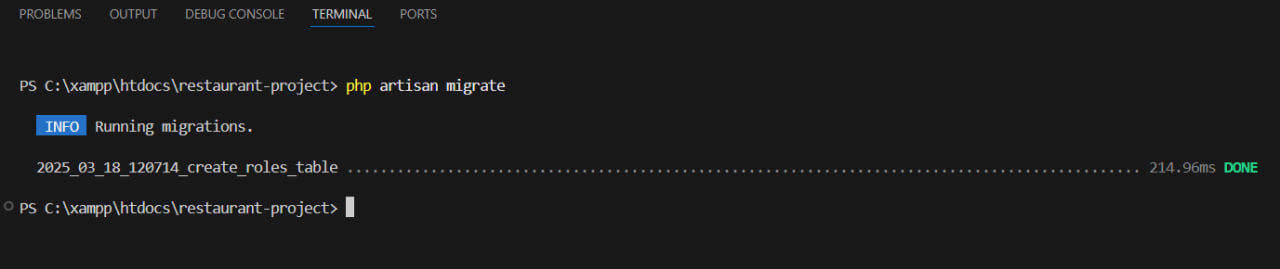 PROBLEMS OUTPUT DEBUG CONSOLE TERMINAL PORTS
PS C:\xampp\htdocs\restaurant-project> php artisan migrate
INFO Running migrations.
2025_03_18_120714_create_roles_table ................................................................................................ 214.96ms DONE
PS C:\xampp\htdocs\restaurant-project>